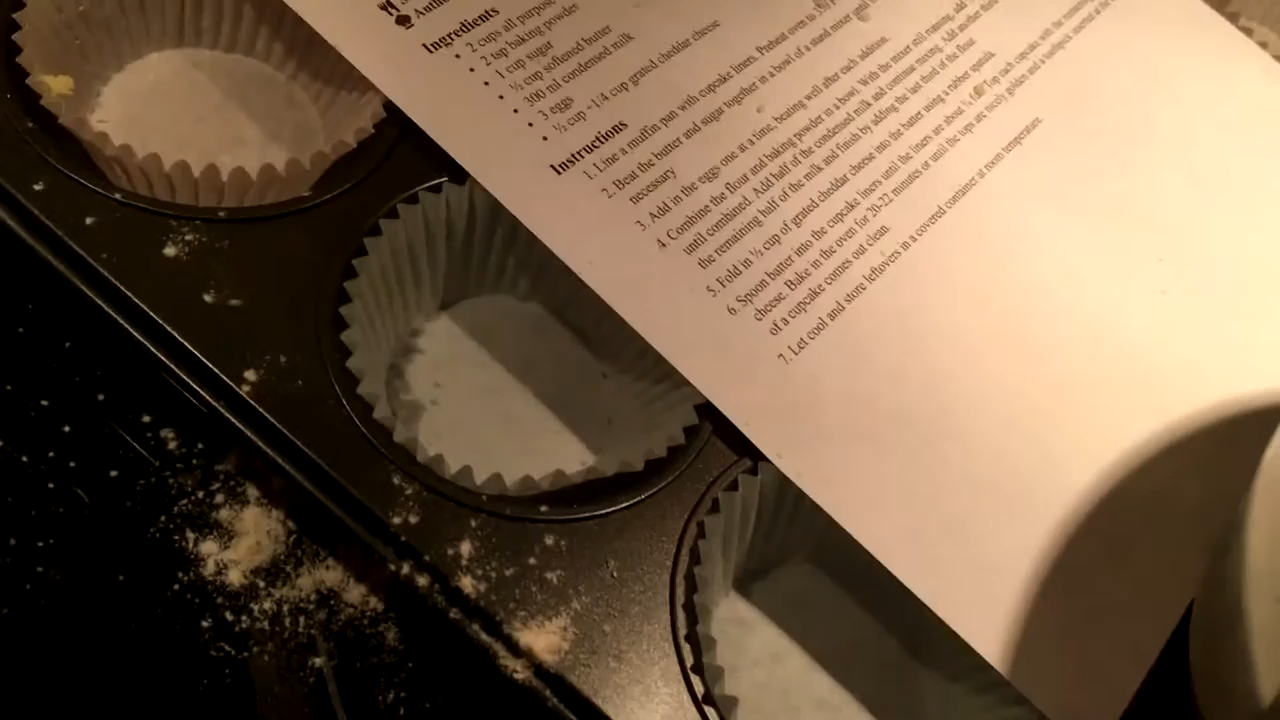 Ingredients
• 2 cups all purpose
• 2 tsp baking powder
• 1 cup sugar
• ½ cup softened butter
• 300 ml condensed milk
• 3 eggs
• ½ cup +1/4 cup grated cheddar cheese
Instructions
1. Line a muffin pan with cupcake liners. Preheat oven to
2. Beat the butter and sugar together in a bowl of a stand mixer until
necessary
3. Add in the eggs one at a time, beating well after each addition.
4. Combine the flour and baking powder in a bowl. With the mixer still running, add
until combined. Add half of the condensed milk and continue mixing. Add another third
the remaining half of the milk and finish by adding the last third of the flour.
5. Fold in ½ cup of grated cheddar cheese into the batter using a rubber spatula.
6. Spoon batter into the cupcake liners until the liners are about ¾ Top each cupcake with the remaining
cheese. Bake in the oven for 20-22 minutes or until the tops are nicely golden and a toothpick inserted at the
of a cupcake comes out clean.
7. Let cool and store leftovers in a covered container at room temperature.